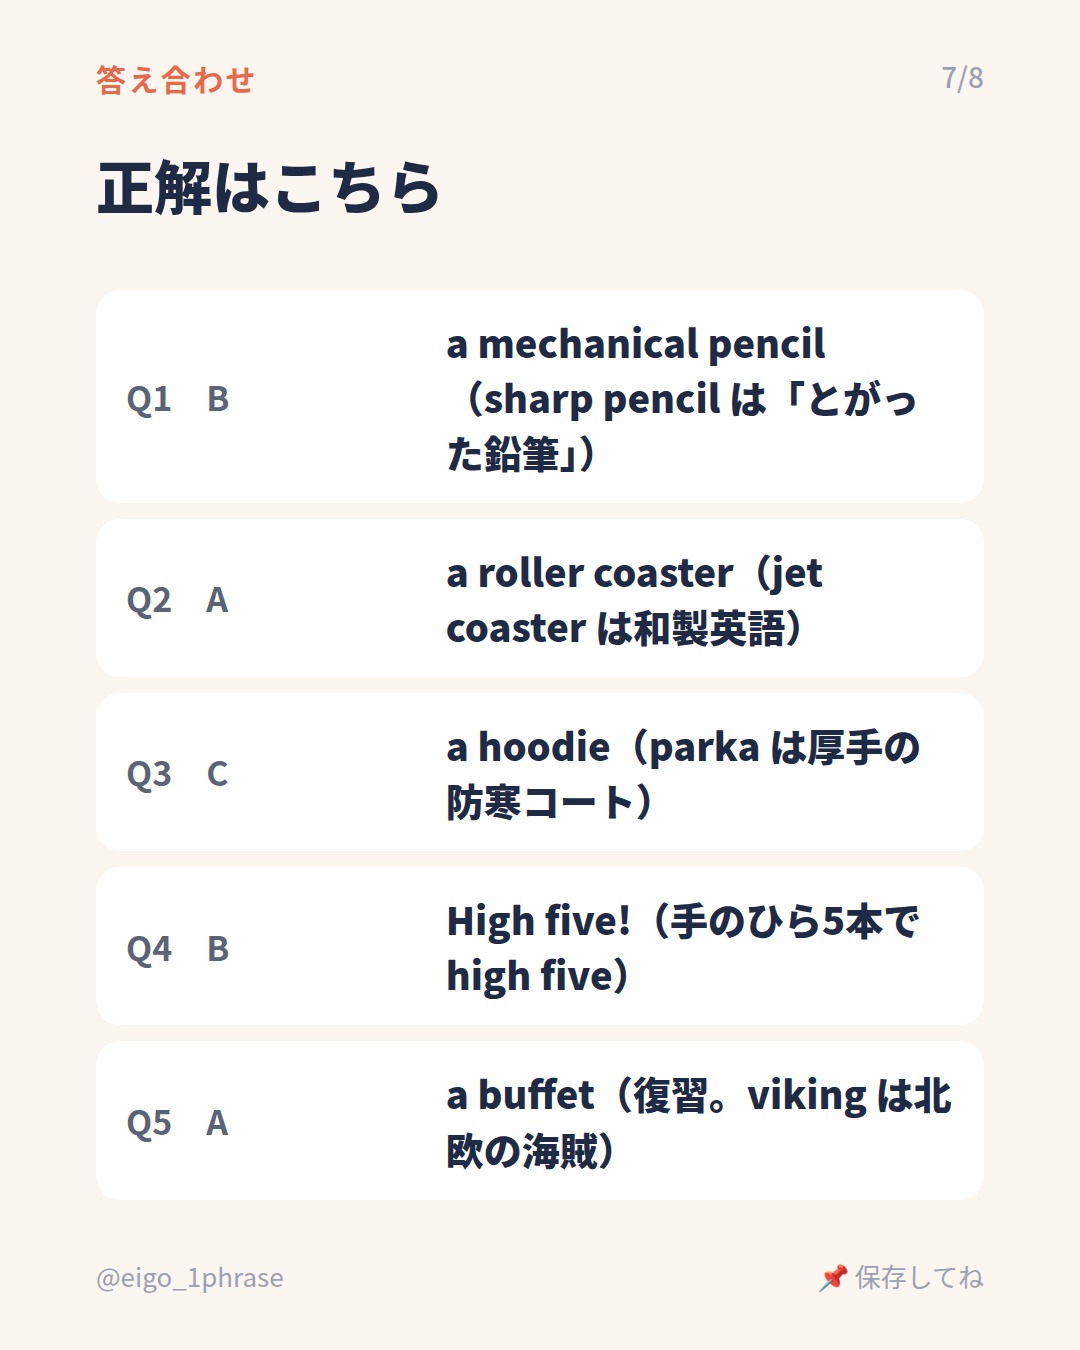 答え合わせ
7/8
正解はこちら
Q1 B
a mechanical pencil
（sharp pencil は「とがっ
た鉛筆」）
Q2 A
a roller coaster（jet
coaster は和製英語）
Q3 C
a hoodie（parka は厚手の
防寒コート）
Q4 B
High five!（手のひら5本で
high five）
Q5 A
a buffet（復習。viking は北
欧の海賊）
@eigo_1phrase
📌 保存してね